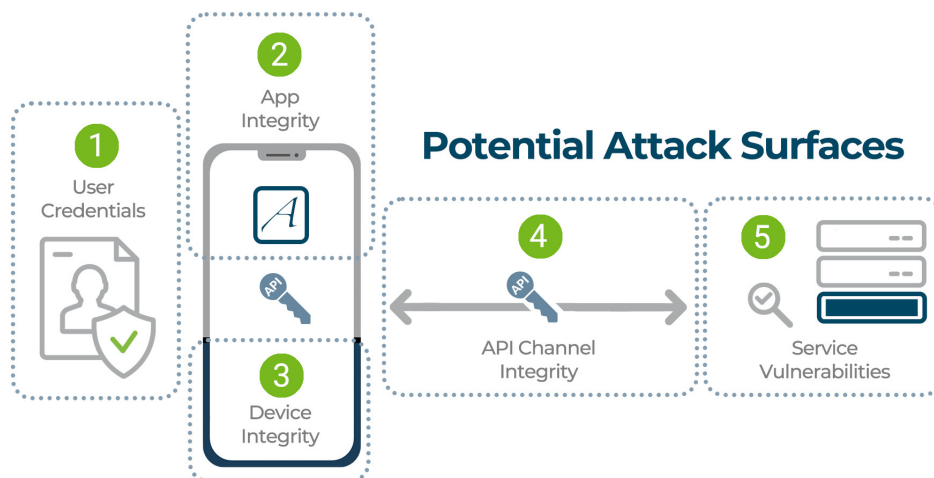 Potential Attack Surfaces
1
User
Credentials
2
App
Integrity
A
API
3
Device
Integrity
4
API
API Channel
Integrity
5
Service
Vulnerabilities